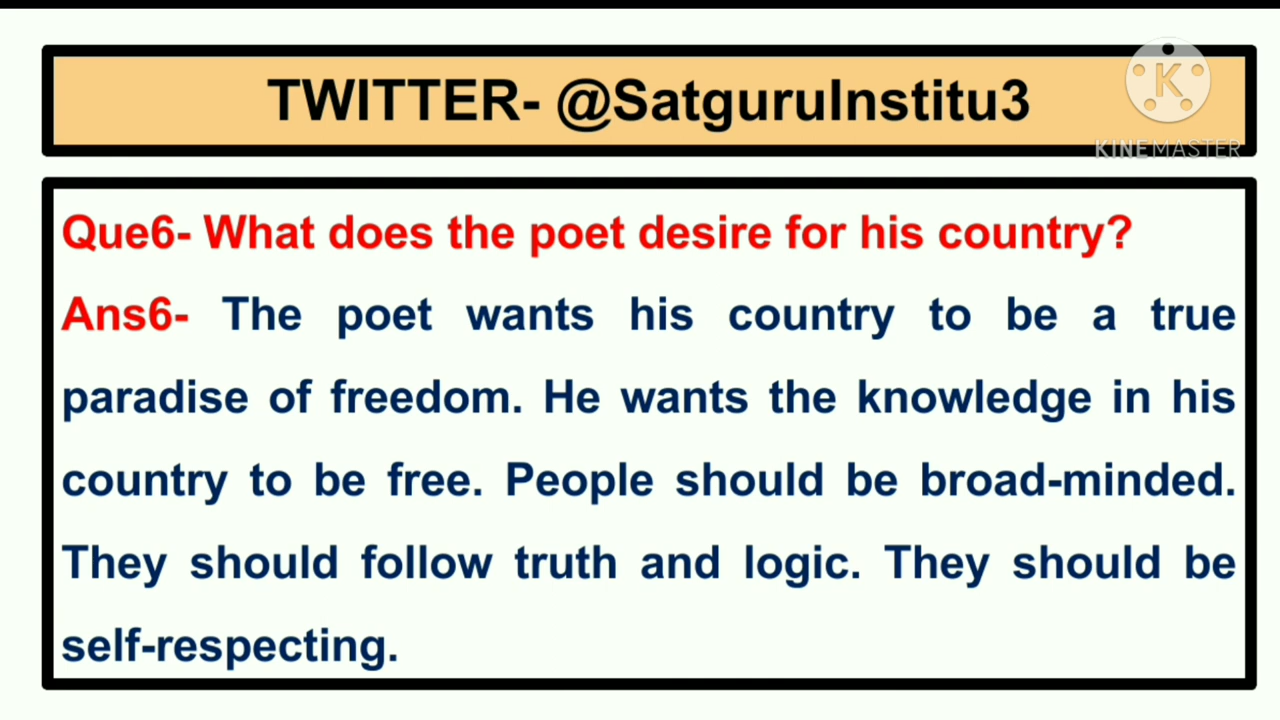 TWITTER- @SatguruInstitu3
K
KINEMASTER
Que6- What does the poet desire for his country?
Ans6- The poet wants his country to be a true
paradise of freedom. He wants the knowledge in his
country to be free. People should be broad-minded.
They should follow truth and logic. They should be
self-respecting.